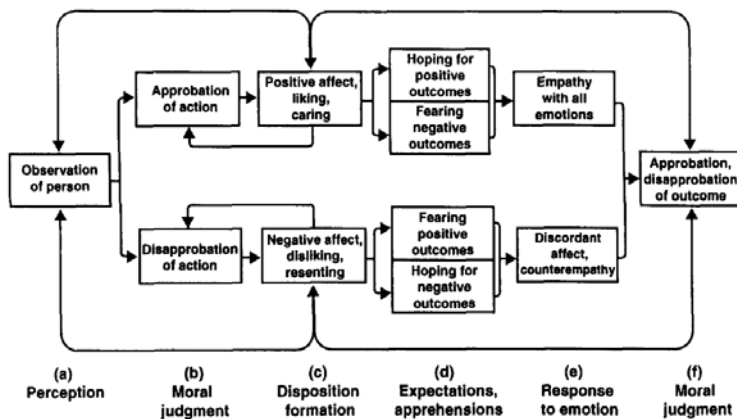 Observation
of person
Approbation
of action
Positive affect,
liking,
caring
Hoping for
positive
outcomes
Fearing
negative
outcomes
Empathy
with all
emotions
Disapprobation
of action
Negative affect,
disliking,
resenting
Fearing
positive
outcomes
Hoping for
negative
outcomes
Discordant
affect,
counterempathy
Approbation,
disapprobation
of outcome
(a)
Perception
(b)
Moral
judgment
(c)
Disposition
formation
(d)
Expectations,
apprehensions
(e)
Response
to emotion
(f)
Moral
judgment